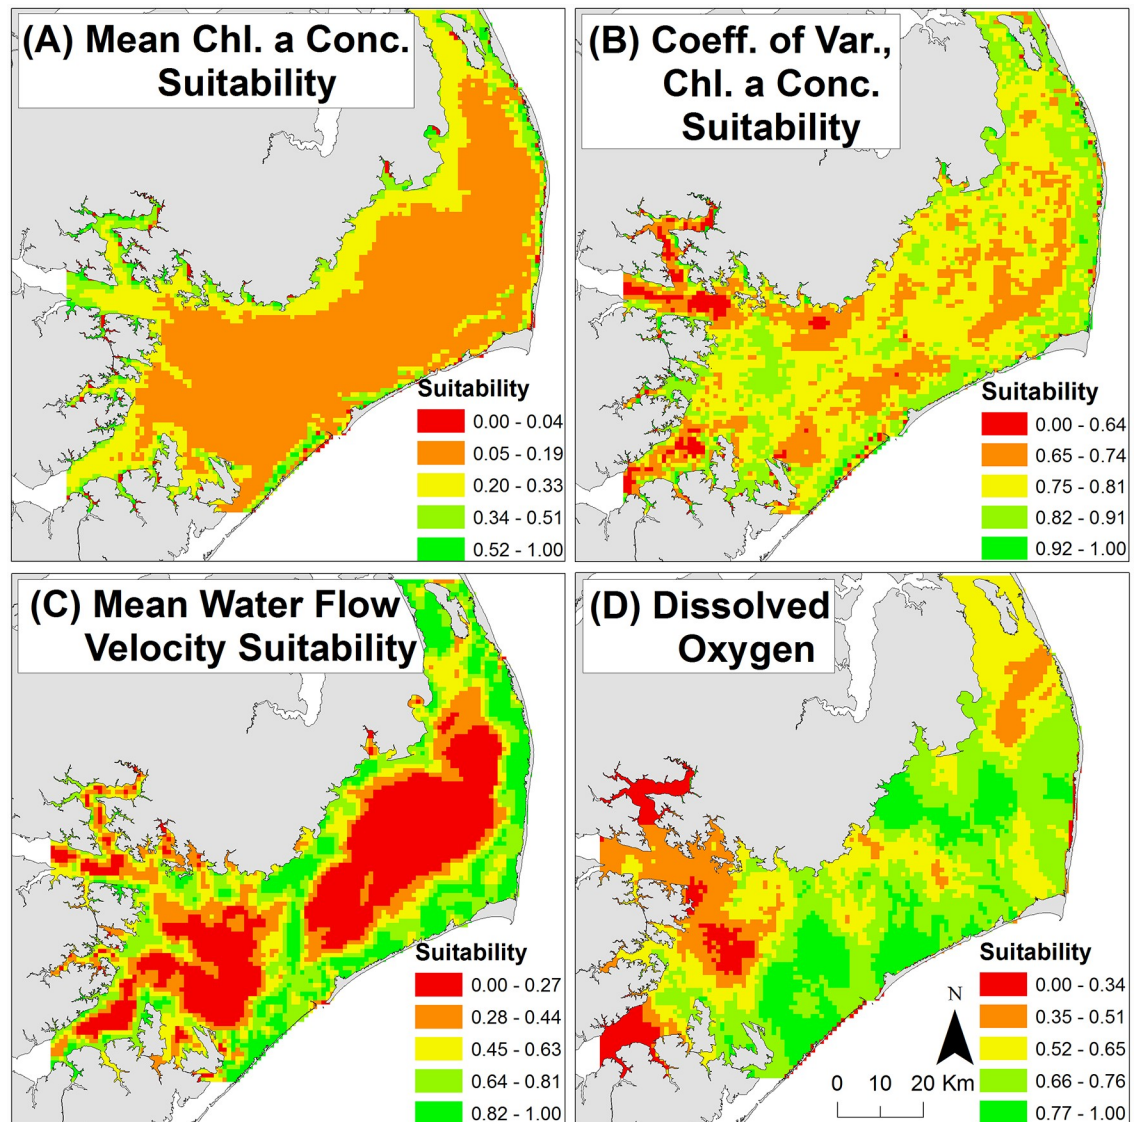 (A) Mean Chl. a Conc.
Suitability
Suitability
0.00 - 0.04
0.05 - 0.19
0.20 - 0.33
0.34 - 0.51
0.52 - 1.00
(B) Coeff. of Var.,
Chl. a Conc.
Suitability
Suitability
0.00 - 0.64
0.65 - 0.74
0.75 - 0.81
0.82 - 0.91
0.92 - 1.00
(C) Mean Water Flow
Velocity Suitability
Suitability
0.00 - 0.27
0.28 - 0.44
0.45 - 0.63
0.64 - 0.81
0.82 - 1.00
(D) Dissolved
Oxygen
Suitability
0.00 - 0.34
0.35 - 0.51
0.52 - 0.65
0.66 - 0.76
0.77 - 1.00
N
0 10 20 Km